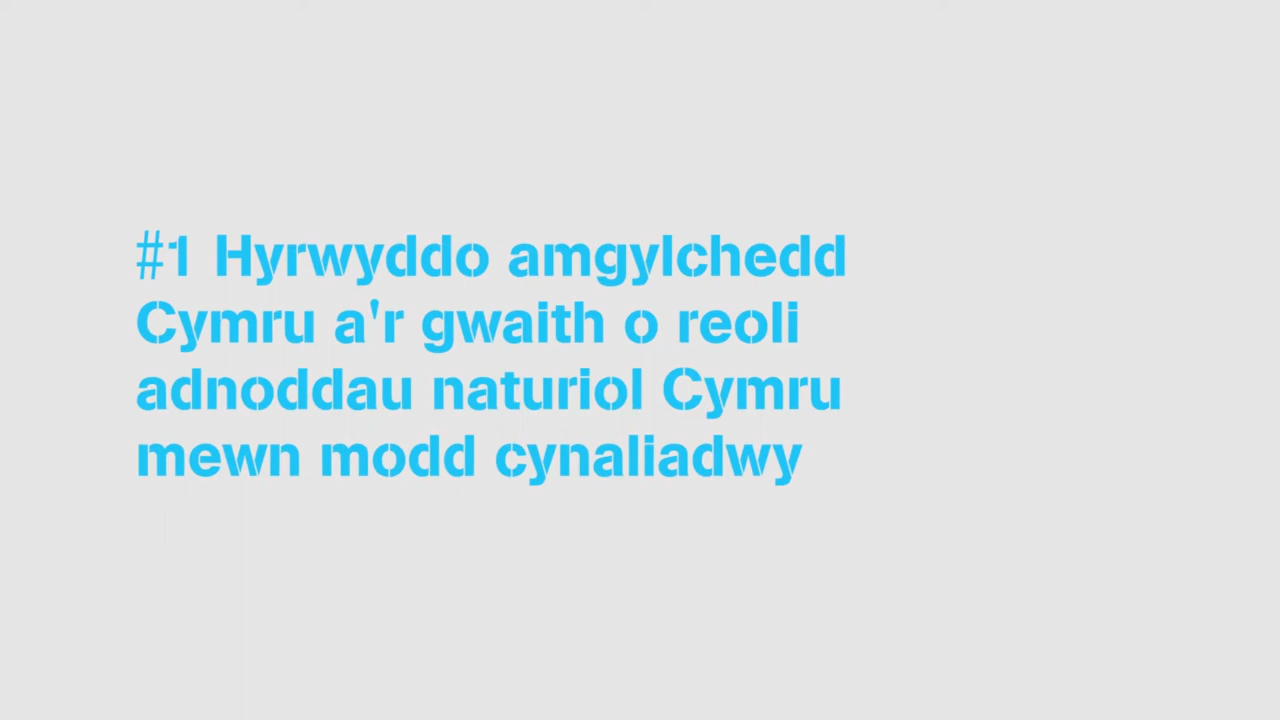 #1 Hyrwyddo amgylchedd
Cymru a'r gwaith o reoli
adnoddau naturiol Cymru
mewn modd cynaliadwy